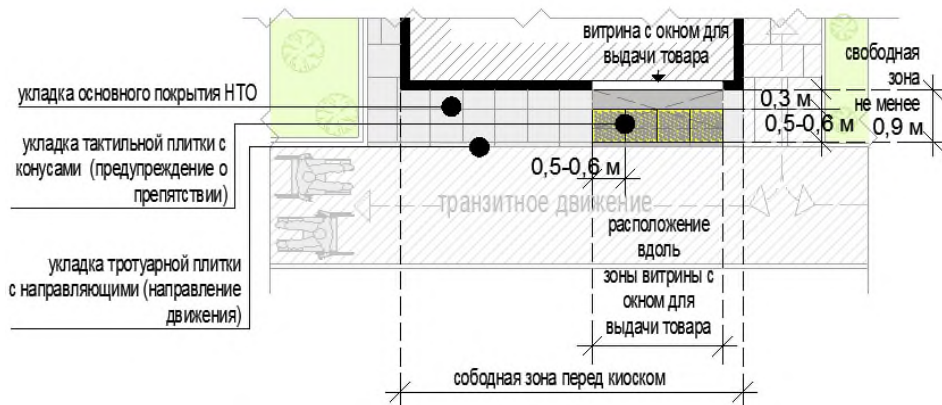 витрина с окном для
выдачи товара
свободная
зона
не менее
0,9 м
укладка основного покрытия НТО
0,3 м
0,5-0,6 м
укладка тактильной плитки с
конусами (предупреждение о
препятствии)
0,5-0,6 м
транзитное движение
расположение
вдоль
зоны витрины с
окном для
выдачи товара
укладка тротуарной плитки
с направляющими (направление
движения)
сободная зона перед киоском